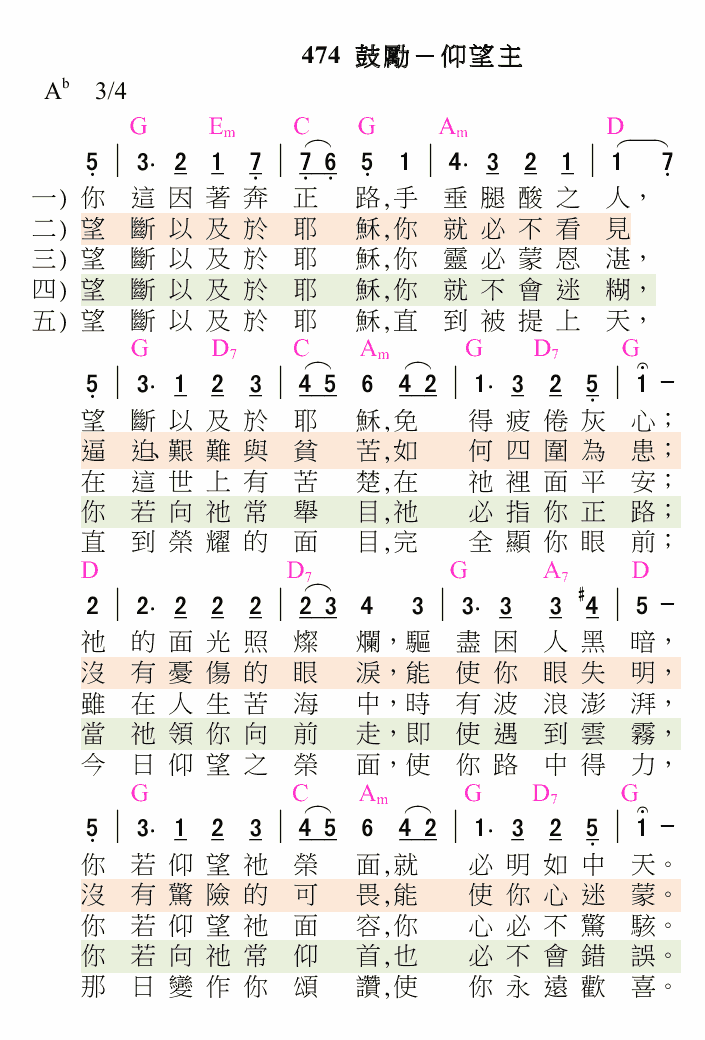 474 鼓勵－仰望主
A♭ 3/4
G Em C G Am D
5 | 3. 2 1 7 | 7 6 5 1 | 4. 3 2 1 | 1 7
一) 你 這因著奔 正 路,手 垂腿酸之 人，
二) 望 斷以及於 耶 穌,你 就必不看 見
三) 望 斷以及於 耶 穌,你 靈必蒙恩 湛，
四) 望 斷以及於 耶 穌,你 就不會迷 糊，
五) 望 斷以及於 耶 穌,直 到被提上 天，
G D7 C Am G D7 G
5 | 3. 1 2 3 | 4 5 6 4 2 | 1. 3 2 5 | 1 －
望 斷以及於 耶 穌,免 得疲倦灰 心；
逼 迫、艱難與 貧 苦,如 何四圍為 患；
在 這世上有 苦 楚,在 祂裡面平 安；
你 若向祂常 舉 目,祂 必指你正 路；
直 到榮耀的 面 目,完 全顯你眼 前；
D D7 G A7 D
2 | 2. 2 2 2 | 2 3 4 3 | 3. 3 3 #4 | 5 －
祂 的面光照 燦 爛，驅 盡困人黑 暗，
沒 有憂傷的 眼 淚，能 使你眼失 明，
雖 在人生苦 海 中，時 有波浪澎 湃，
當 祂領你向 前 走，即 使遇到雲 霧，
今 日仰望之 榮 面，使 你路中得 力，
G C Am G D7 G
5 | 3. 1 2 3 | 4 5 6 4 2 | 1. 3 2 5 | 1 －
你 若仰望祂 榮 面,就 必明如中 天。
沒 有驚險的 可 畏,能 使你心迷 蒙。
你 若仰望祂 面 容,你 心必不驚 駭。
你 若向祂常 仰 首,也 必不會錯 誤。
那 日變作你 頌 讚,使 你永遠歡 喜。